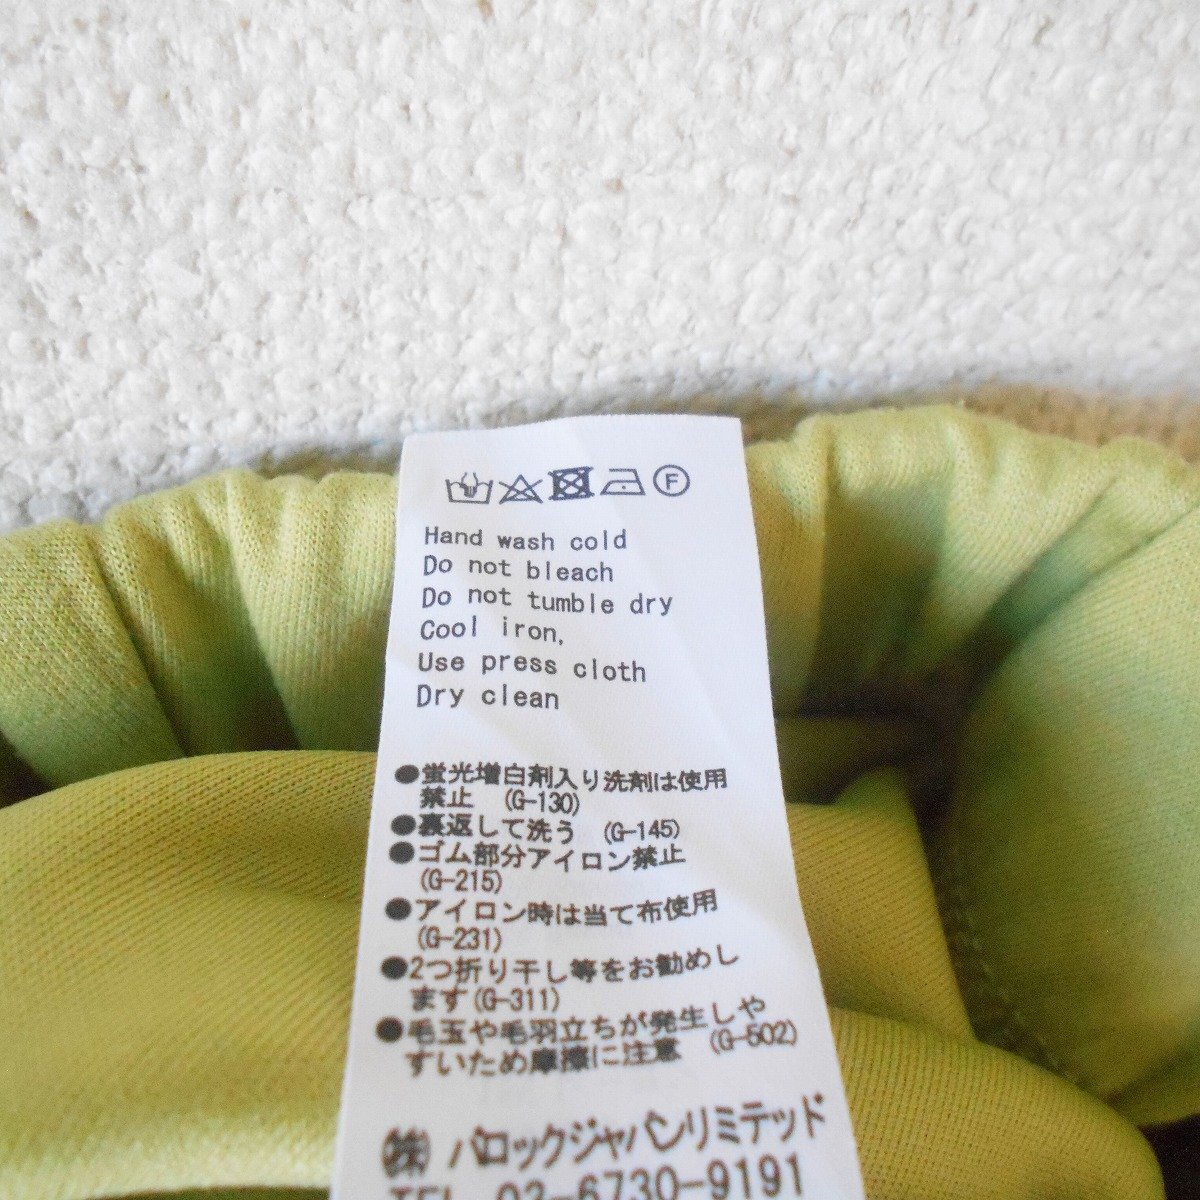 F
Hand wash cold
Do not bleach
Do not tumble dry
Cool iron,
Use press cloth
Dry clean
●蛍光増白剤入り洗剤は使用
禁止 (G-130)
●裏返して洗う (G-145)
●ゴム部分アイロン禁止
(G-215)
●アイロン時は当て布使用
(G-231)
●2つ折り干し等をお勧めし
ます(G-311)
●毛玉や毛羽立ちが発生しや
すいため摩擦に注意 (G-502)
㈱ バロックジャパンリミテッド
TEL 03-6730-9191